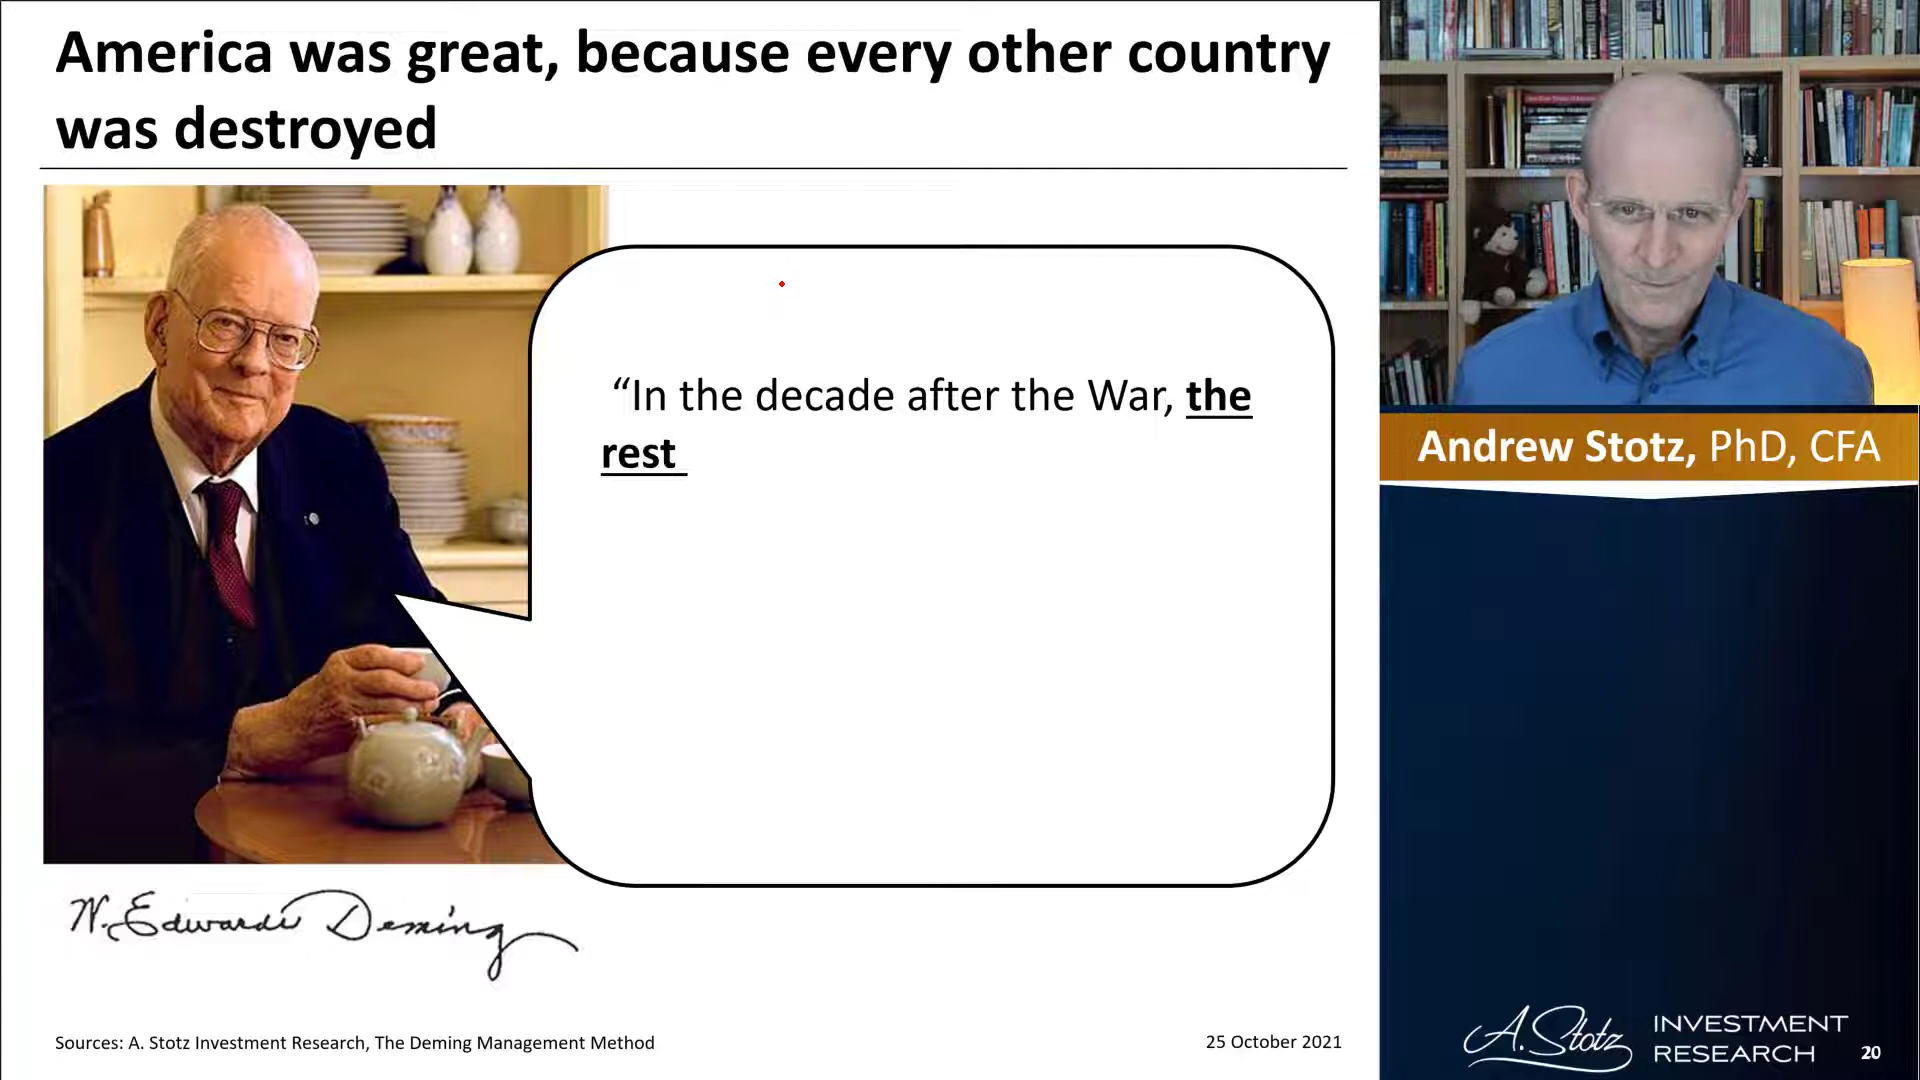 America was great, because every other country
was destroyed
“In the decade after the War, the
rest
W. Edwards Deming
Sources: A. Stotz Investment Research, The Deming Management Method
25 October 2021
Andrew Stotz, PhD, CFA
A. Stotz
INVESTMENT
RESEARCH
20